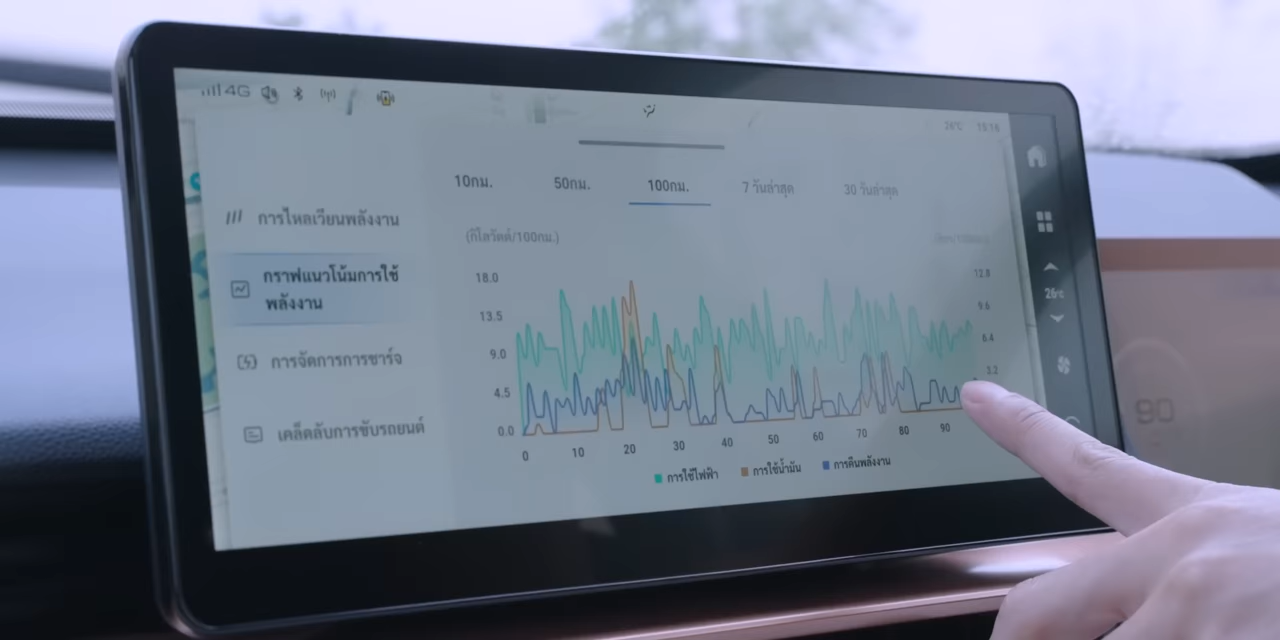 4G
26°C 15:16
10กม. 50กม. 100กม. 7 วันล่าสุด 30 วันล่าสุด
การไหลเวียนพลังงาน
กราฟแนวโน้มการใช้
พลังงาน
การจัดการการชาร์จ
เคล็ดลับการขับรถยนต์
(กิโลวัตต์/100กม.)
18.0
13.5
9.0
4.5
0.0
12.8
9.6
6.4
3.2
0 10 20 30 40 50 60 70 80 90
การใช้ไฟฟ้า การใช้น้ำมัน การคืนพลังงาน
26°C
90